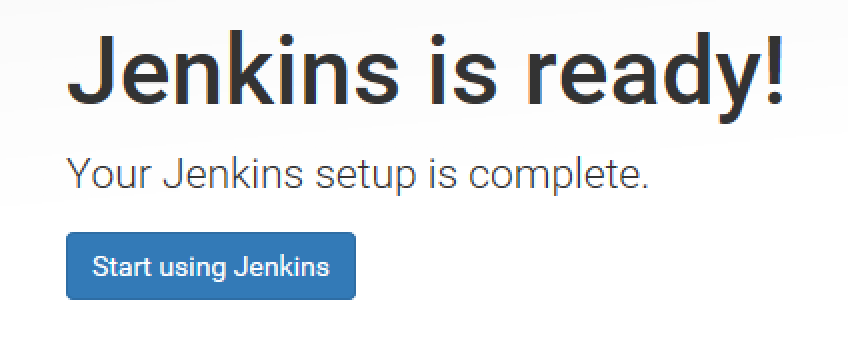 Jenkins is ready!
Your Jenkins setup is complete.
Start using Jenkins